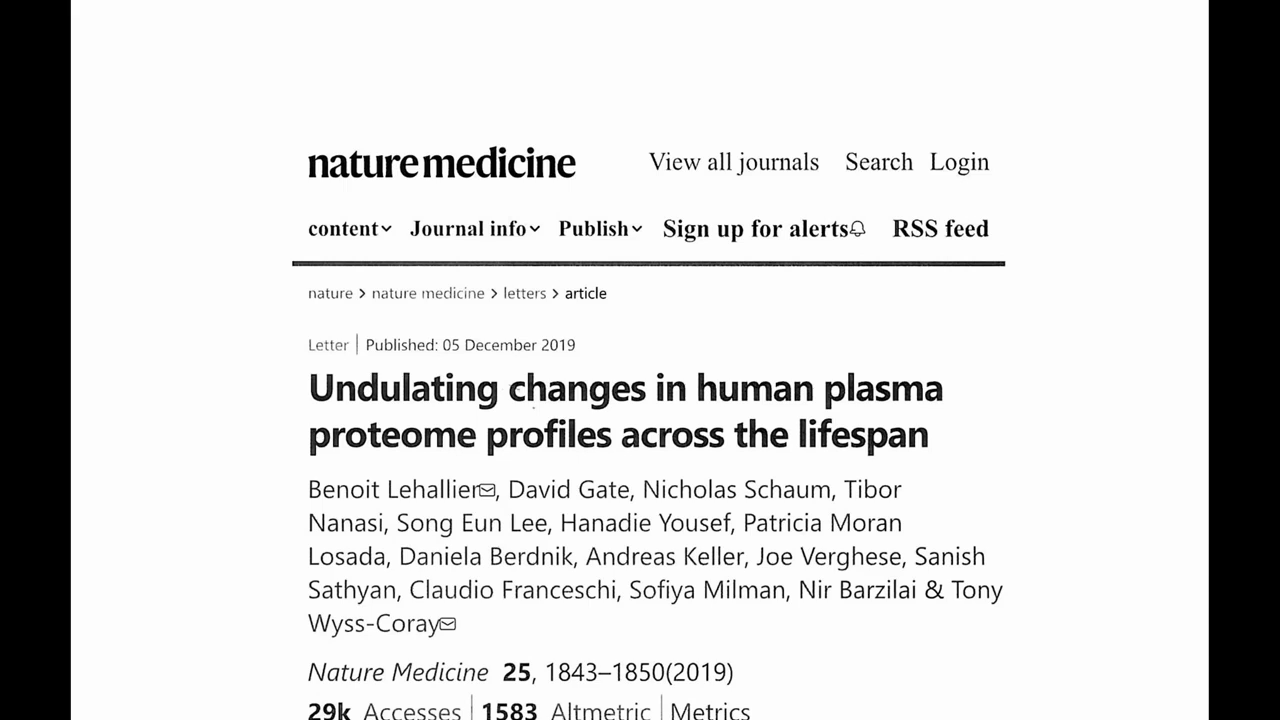 nature medicine View all journals Search Login
content Journal info Publish Sign up for alerts RSS feed
nature > nature medicine > letters > article
Letter | Published: 05 December 2019
Undulating changes in human plasma
proteome profiles across the lifespan
Benoit Lehallier, David Gate, Nicholas Schaum, Tibor
Nanasi, Song Eun Lee, Hanadie Yousef, Patricia Moran
Losada, Daniela Berdnik, Andreas Keller, Joe Verghese, Sanish
Sathyan, Claudio Franceschi, Sofiya Milman, Nir Barzilai & Tony
Wyss-Coray
Nature Medicine 25, 1843–1850(2019)
29k Accesses | 1583 Altmetric | Metrics